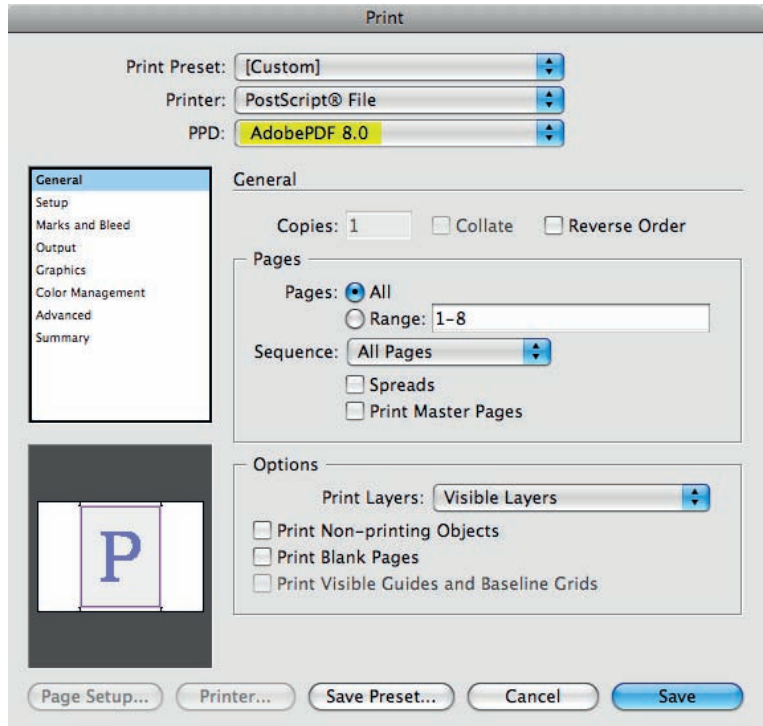 Print
Print Preset: [Custom]
Printer: PostScript® File
PPD: AdobePDF 8.0
General
Setup
Marks and Bleed
Output
Graphics
Color Management
Advanced
Summary
General
Copies: 1 Collate Reverse Order
Pages
Pages: All
Range: 1-8
Sequence: All Pages
Spreads
Print Master Pages
Options
Print Layers: Visible Layers
Print Non-printing Objects
Print Blank Pages
Print Visible Guides and Baseline Grids
P
Page Setup... Printer... Save Preset... Cancel Save